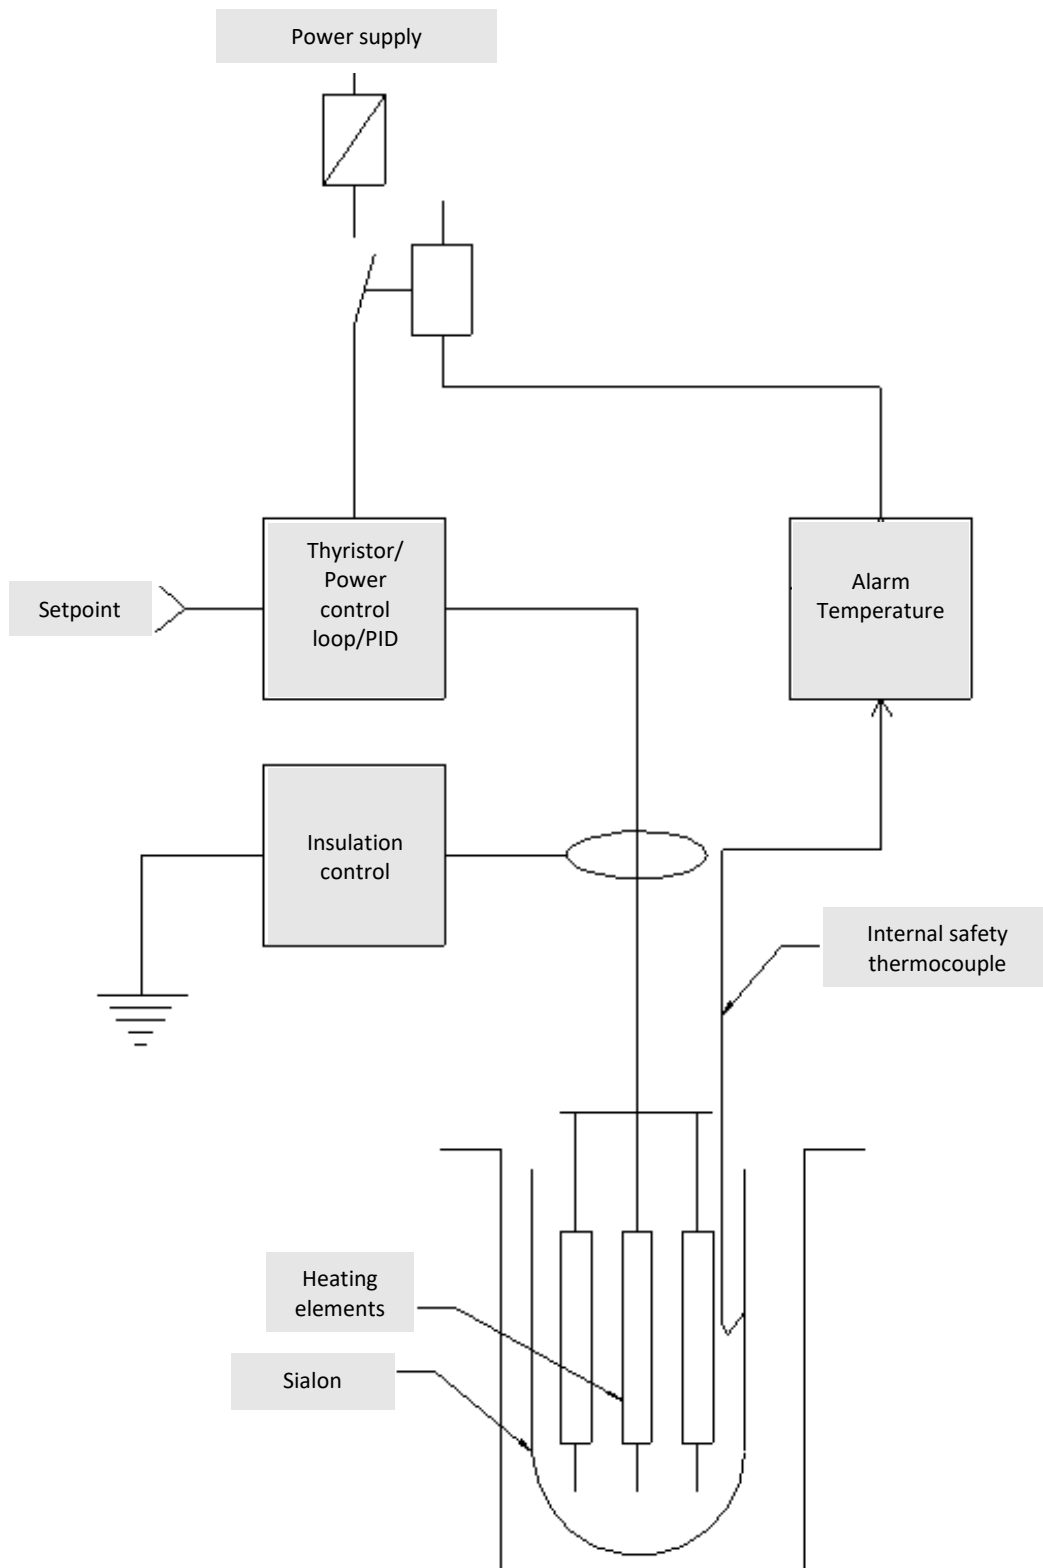 Power supply
Thyristor/
Power
control
loop/PID
Setpoint
Alarm
Temperature
Insulation
control
Internal safety
thermocouple
Heating
elements
Sialon